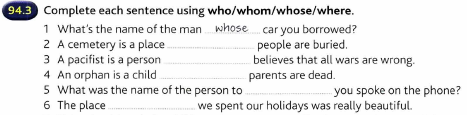 94.3 Complete each sentence using who/whom/whose/where.
1 What's the name of the man whose car you borrowed?
2 A cemetery is a place ............ people are buried.
3 A pacifist is a person ............ believes that all wars are wrong.
4 An orphan is a child ............ parents are dead.
5 What was the name of the person to ............ you spoke on the phone?
6 The place ............ we spent our holidays was really beautiful.